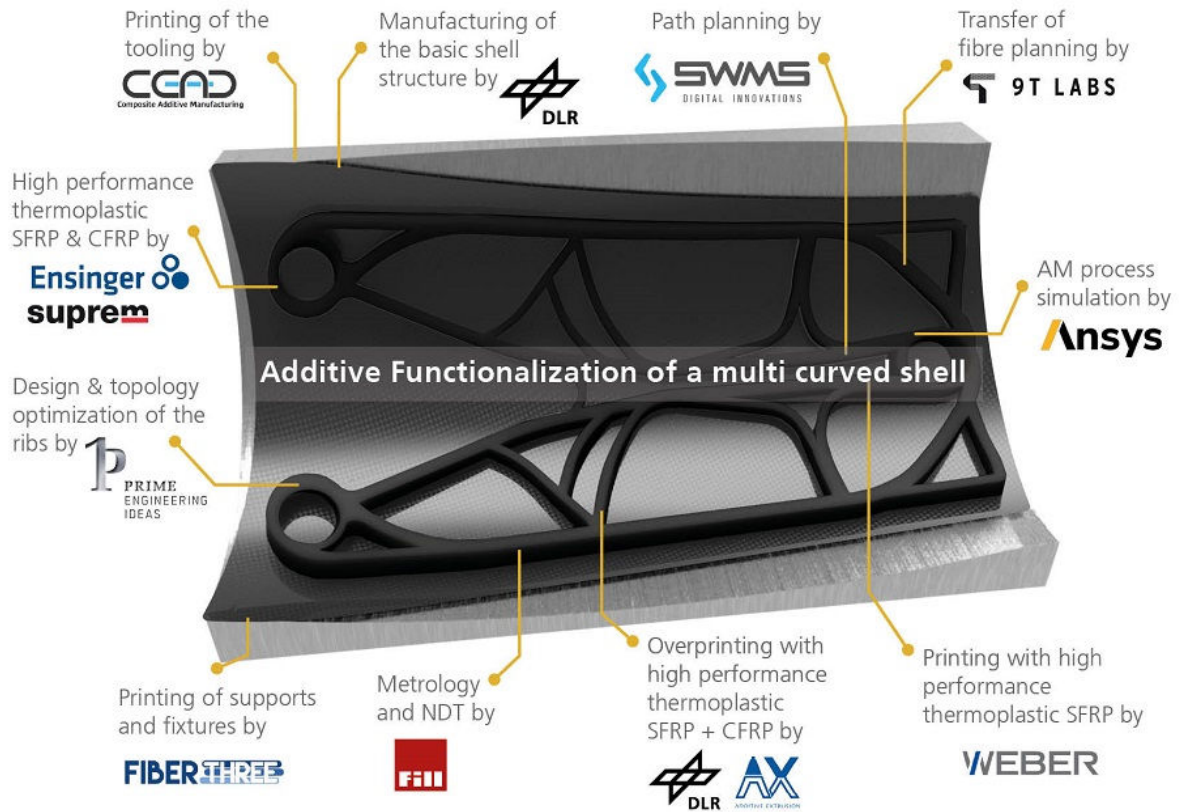 Printing of the
tooling by
CEAD
Composite Additive Manufacturing
Manufacturing of
the basic shell
structure by
DLR
Path planning by
SWMS
DIGITAL INNOVATIONS
Transfer of
fibre planning by
9T LABS
High performance
thermoplastic
SFRP & CFRP by
Ensinger
suprem
AM process
simulation by
Ansys
Additive Functionalization of a multi curved shell
Design & topology
optimization of the
ribs by
1P
PRIME
ENGINEERING
IDEAS
Printing of supports
and fixtures by
FIBERTHREE
Metrology
and NDT by
Fill
Overprinting with
high performance
thermoplastic
SFRP + CFRP by
DLR
AX
ADDITIVE EXTRUSION
Printing with high
performance
thermoplastic SFRP by
WEBER